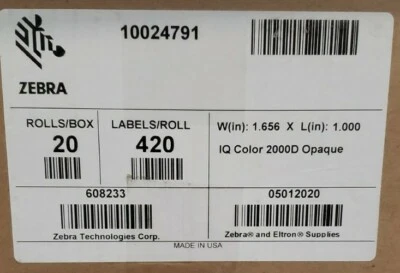 10024791
ZEBRA
ROLLS/BOX
20
LABELS/ROLL
420
W(in): 1.656 X L(in): 1.000
IQ Color 2000D Opaque
608233
Zebra Technologies Corp.
05012020
Zebra® and Eltron® Supplies
MADE IN USA